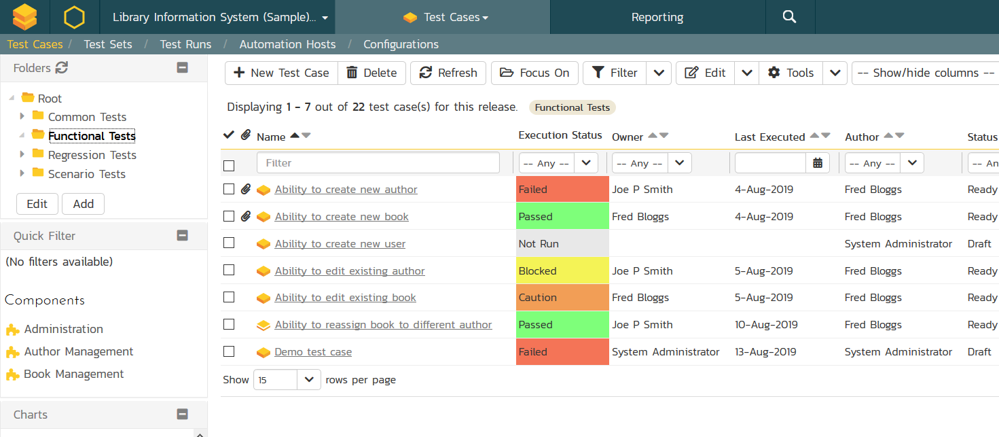 Library Information System (Sample)... Test Cases Reporting
Test Cases / Test Sets / Test Runs / Automation Hosts / Configurations
Folders
Root
Common Tests
Functional Tests
Regression Tests
Scenario Tests
Edit Add
Quick Filter
(No filters available)
Components
Administration
Author Management
Book Management
Charts
New Test Case Delete Refresh Focus On Filter Edit Tools -- Show/hide columns --
Displaying 1 - 7 out of 22 test case(s) for this release. Functional Tests
Name Execution Status Owner Last Executed Author Status
Filter -- Any -- -- Any -- -- Any -- -- An
Ability to create new author Failed Joe P Smith 4-Aug-2019 Fred Bloggs Ready
Ability to create new book Passed Fred Bloggs 4-Aug-2019 Fred Bloggs Ready
Ability to create new user Not Run System Administrator Draft
Ability to edit existing author Blocked Joe P Smith 5-Aug-2019 Fred Bloggs Ready
Ability to edit existing book Caution Fred Bloggs 5-Aug-2019 Fred Bloggs Ready
Ability to reassign book to different author Passed Joe P Smith 10-Aug-2019 Fred Bloggs Ready
Demo test case Failed System Administrator 13-Aug-2019 System Administrator Draft
Show 15 rows per page